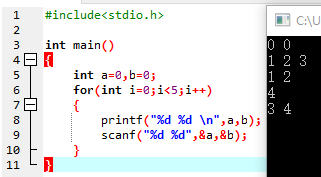 1 #include<stdio.h>
2
3 int main()
4 {
5 int a=0,b=0;
6 for(int i=0;i<5;i++)
7 {
8 printf("%d %d \n",a,b);
9 scanf("%d %d",&a,&b);
10 }
11 }
C:\U
0 0
1 2 3
1 2
4
3 4